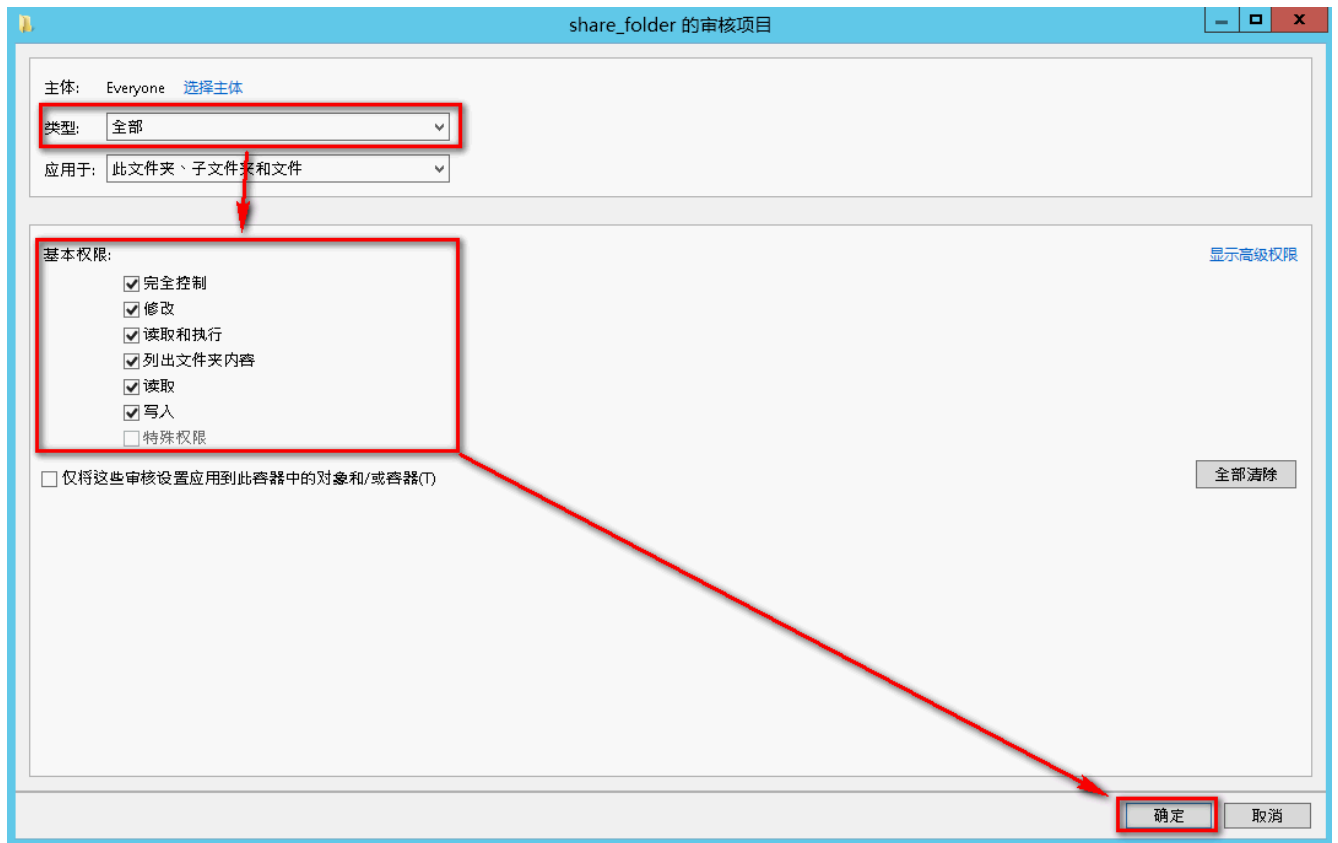 share_folder 的审核项目
主体: Everyone 选择主体
类型: 全部
应用于: 此文件夹、子文件夹和文件
基本权限: 显示高级权限
完全控制
修改
读取和执行
列出文件夹内容
读取
写入
特殊权限
仅将这些审核设置应用到此容器中的对象和/或容器(T) 全部清除
确定 取消